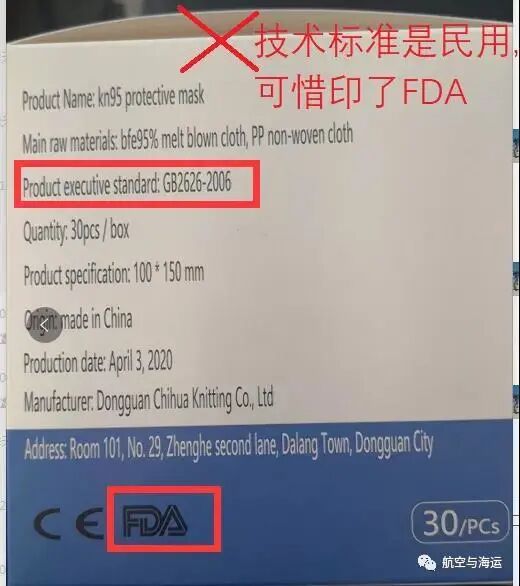 技术标准是民用,
可惜印了FDA
Product Name: kn95 protective mask
Main raw materials: bfe95% melt blown cloth, PP non-woven cloth
Product executive standard: GB2626-2006
Quantity: 30pcs / box
Product specification: 100 * 150 mm
Origin: made in China
Production date: April 3, 2020
Manufacturer: Dongguan Chihua Knitting Co., Ltd
Address: Room 101, No. 29, Zhenghe second lane, Dalang Town, Dongguan City
CE FDA
30/PCs
航空与海运